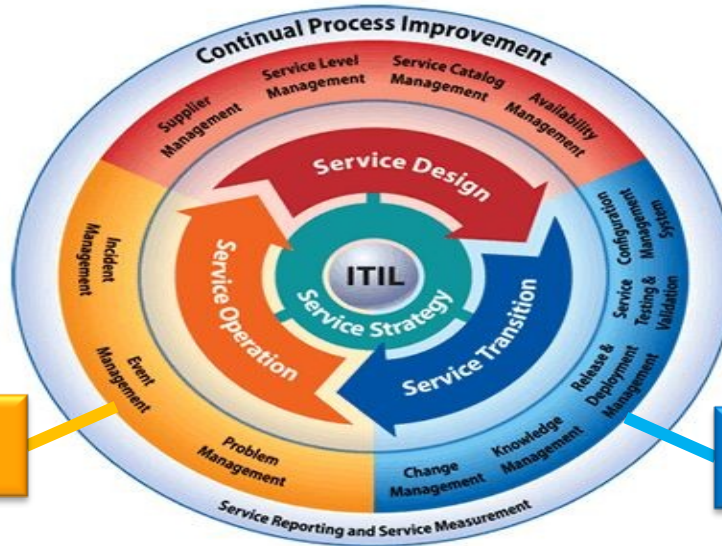 Continual Process Improvement
Supplier
Management
Service Level
Management
Service Catalog
Management
Availability
Management
Configuration
Management
System
Service
Testing &
Validation
Release &
Deployment
Management
Knowledge
Management
Change
Management
Problem
Management
Event
Management
Incident
Management
Service Design
Service Transition
Service Operation
Service Strategy
ITIL
Service Reporting and Service Measurement